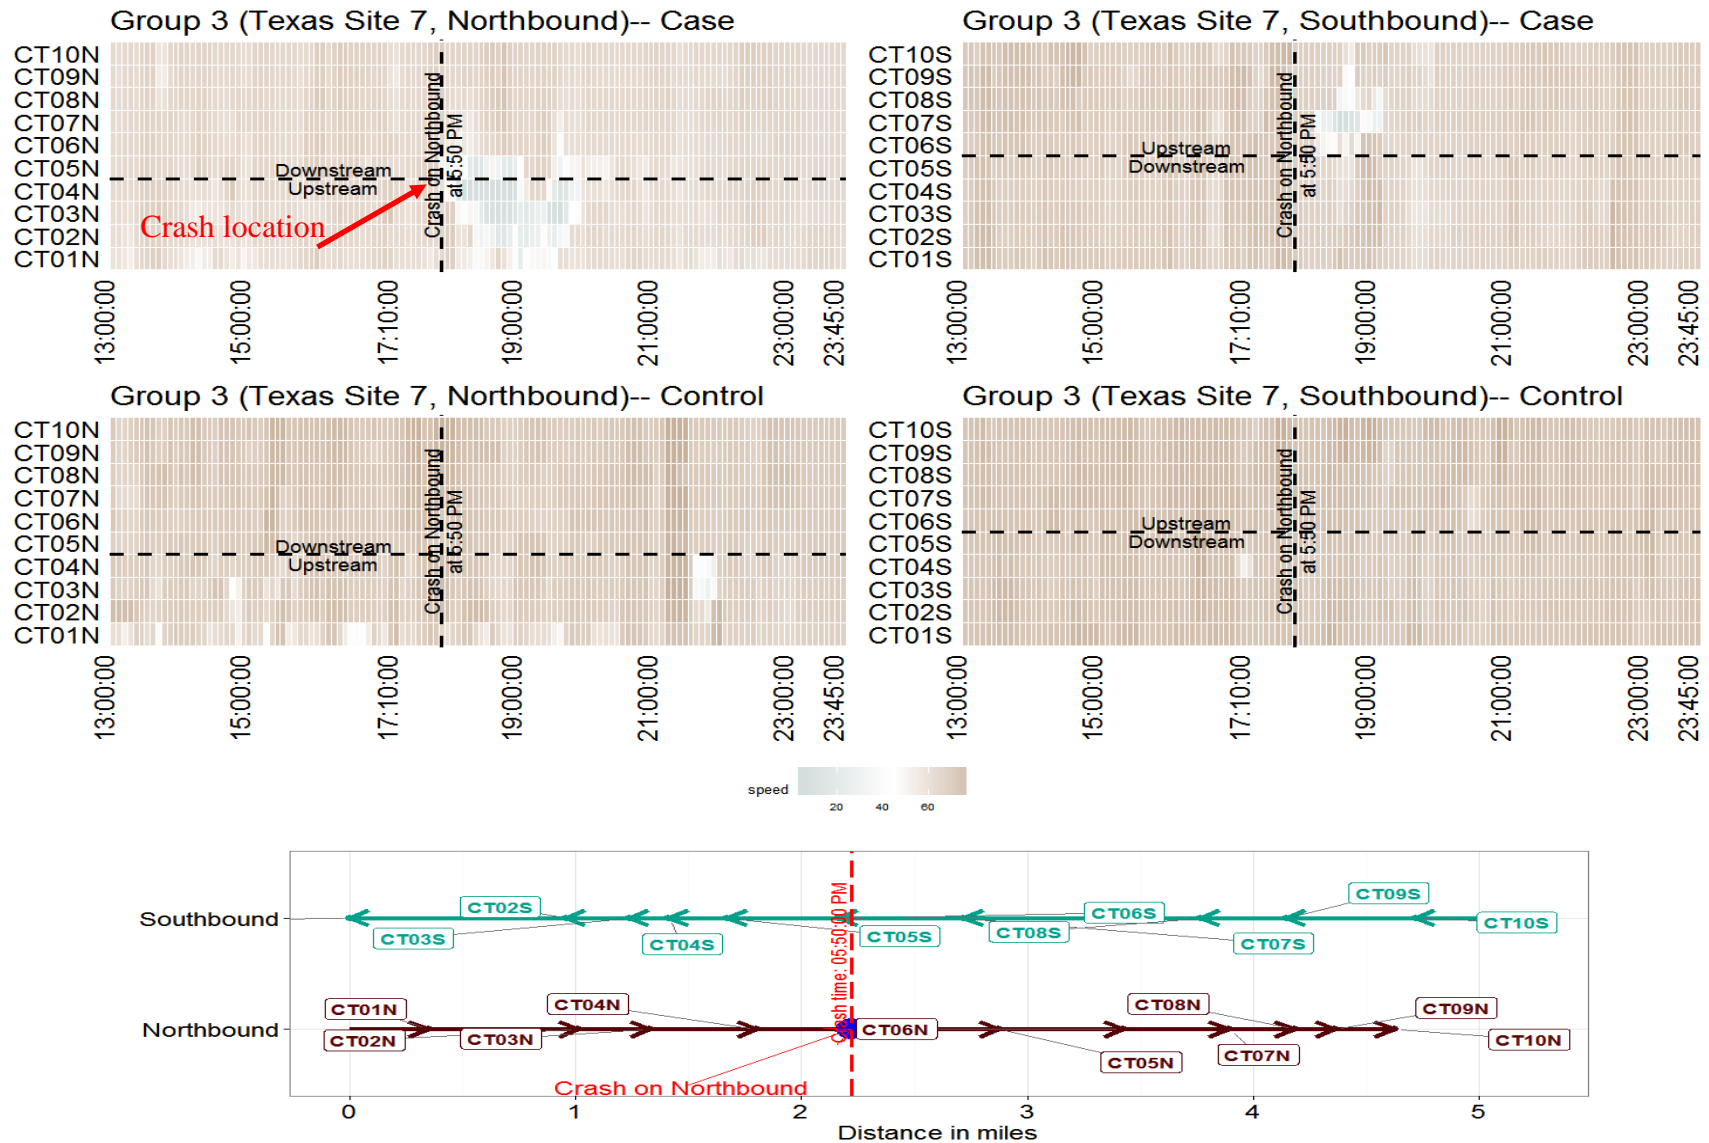 Group 3 (Texas Site 7, Northbound)-- Case
CT10N
CT09N
CT08N
CT07N
CT06N
CT05N
CT04N
CT03N
CT02N
CT01N
Downstream
Upstream
Crash location
Crash on Northbound
at 5:50 PM
13:00:00
15:00:00
17:10:00
19:00:00
21:00:00
23:00:00
23:45:00
Group 3 (Texas Site 7, Southbound)-- Case
CT10S
CT09S
CT08S
CT07S
CT06S
CT05S
CT04S
CT03S
CT02S
CT01S
Upstream
Downstream
Crash on Northbound
at 5:50 PM
13:00:00
15:00:00
17:10:00
19:00:00
21:00:00
23:00:00
23:45:00
Group 3 (Texas Site 7, Northbound)-- Control
CT10N
CT09N
CT08N
CT07N
CT06N
CT05N
CT04N
CT03N
CT02N
CT01N
Downstream
Upstream
Crash on Northbound
at 5:50 PM
13:00:00
15:00:00
17:10:00
19:00:00
21:00:00
23:00:00
23:45:00
Group 3 (Texas Site 7, Southbound)-- Control
CT10S
CT09S
CT08S
CT07S
CT06S
CT05S
CT04S
CT03S
CT02S
CT01S
Upstream
Downstream
Crash on Northbound
at 5:50 PM
13:00:00
15:00:00
17:10:00
19:00:00
21:00:00
23:00:00
23:45:00
speed
20 40 60
Southbound
CT02S
CT03S
CT04S
CT05S
CT06S
CT08S
CT07S
CT09S
CT10S
Crash time: 05:50:00 PM
Northbound
CT01N
CT02N
CT03N
CT04N
CT06N
CT05N
CT08N
CT07N
CT09N
CT10N
Crash on Northbound
0 1 2 3 4 5
Distance in miles